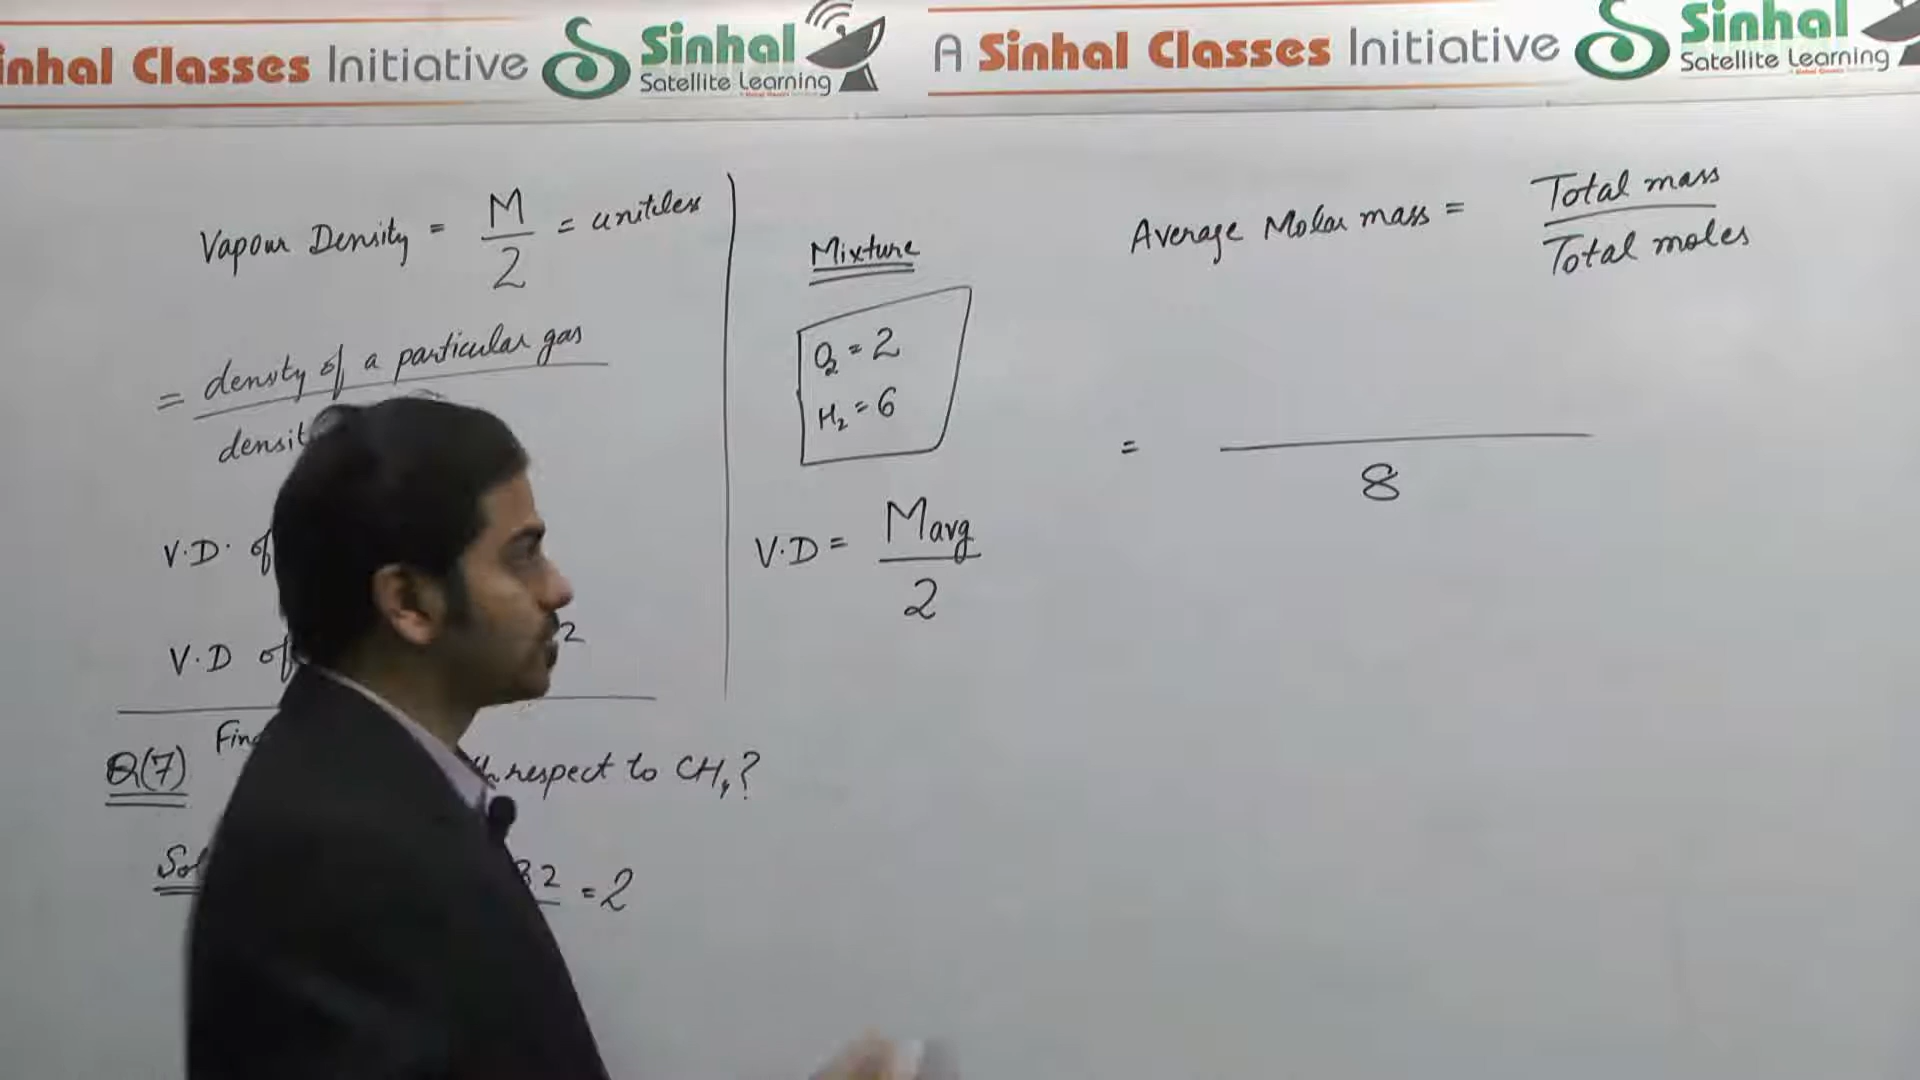 inhal Classes Initiative Sinhal Satellite Learning A Sinhal Classes Initiative Sinhal Satellite Learning
Vapour Density = M/2 = unitless
= density of a particular gas
densit
V.D. of
V.D of 2
Q(7) Find respect to CH₄?
Sol 32 = 2
Mixture
O₂ = 2
H₂ = 6
V.D = Mavg/2
Average Molar mass = Total mass/Total moles
= /8